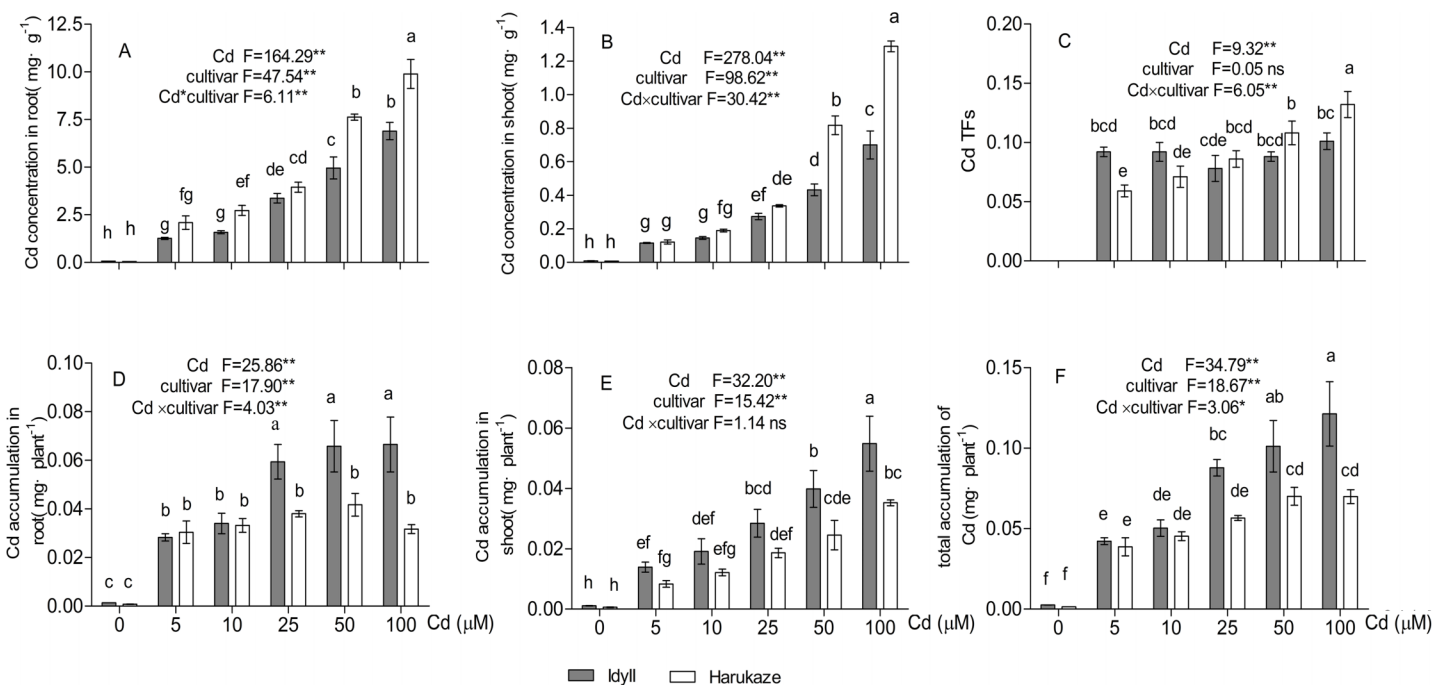 A
Cd F=164.29**
cultivar F=47.54**
Cd*cultivar F=6.11**
Cd concentration in root( mg· g⁻¹)
12.5
10.0
7.5
5.0
2.5
0.0
h h g fg g ef de cd c b b a
B
Cd F=278.04**
cultivar F=98.62**
Cd×cultivar F=30.42**
Cd concentration in shoot( mg· g⁻¹)
1.4
1.2
1.0
0.8
0.6
0.4
0.2
0.0
h h g g g fg ef de d b c a
C
Cd F=9.32**
cultivar F=0.05 ns
Cd×cultivar F=6.05**
Cd TFs
0.20
0.15
0.10
0.05
0.00
bcd e bcd de cde bcd bcd b bc a
D
Cd F=25.86**
cultivar F=17.90**
Cd ×cultivar F=4.03**
Cd accumulation in
root( mg· plant⁻¹)
0.10
0.08
0.06
0.04
0.02
0.00
c c b b b b a b a b a b
0 5 10 25 50 100 Cd (μM)
E
Cd F=32.20**
cultivar F=15.42**
Cd ×cultivar F=1.14 ns
Cd accumulation in
shoot( mg· plant⁻¹)
0.08
0.06
0.04
0.02
0.00
h h ef fg def efg bcd def b cde a bc
0 5 10 25 50 100 Cd (μM)
F
Cd F=34.79**
cultivar F=18.67**
Cd ×cultivar F=3.06*
total accumulation of
Cd (mg· plant⁻¹)
0.15
0.10
0.05
0.00
f f e e de de bc de ab cd a cd
0 5 10 25 50 100 Cd (μM)
Idyll Harukaze